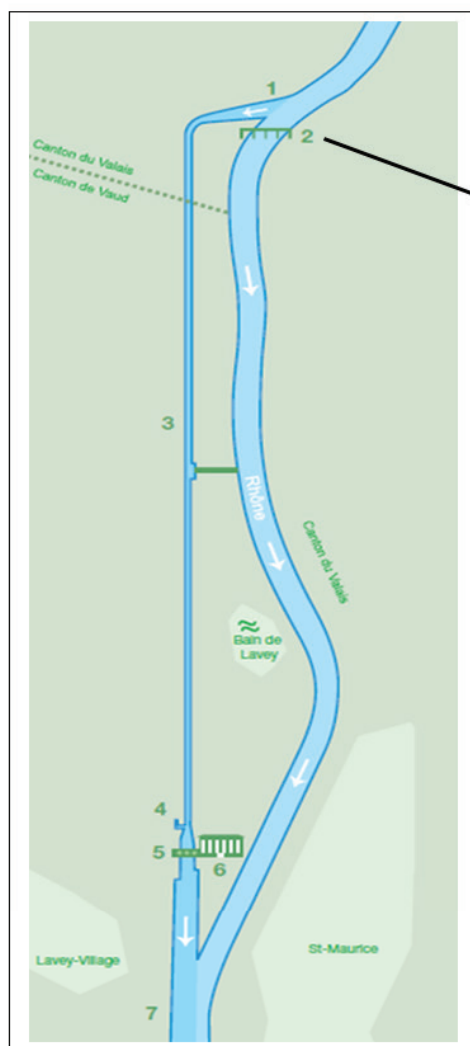 1
2
Canton du Valais
Canton de Vaud
3
Rhône
Canton du Valais
Bain de
Lavey
4
5
6
Lavey-Village
St-Maurice
7